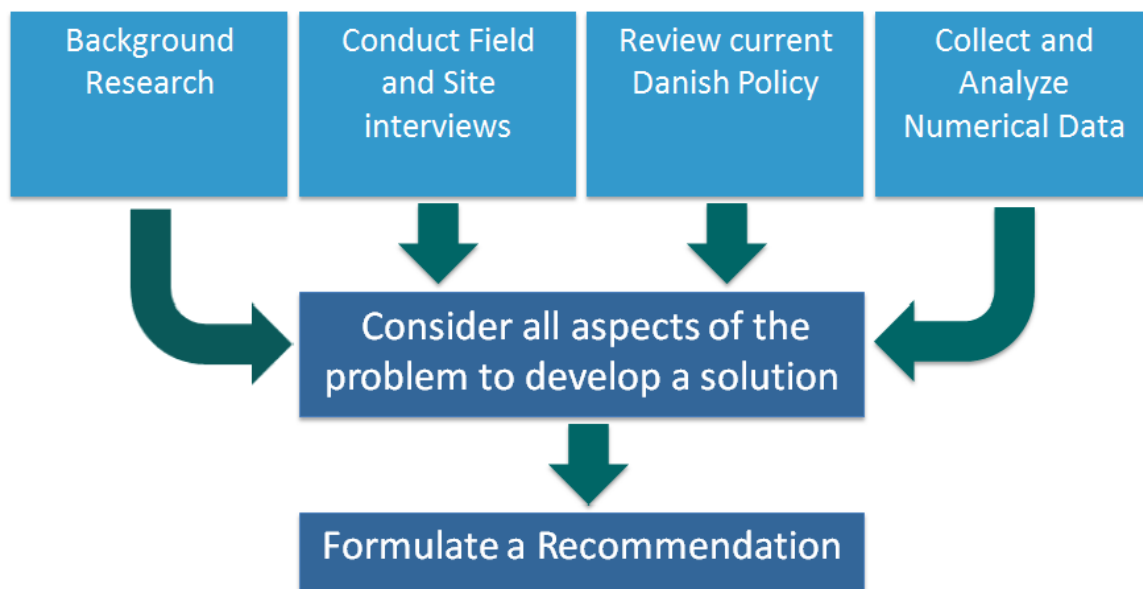 Background
Research
Conduct Field
and Site
interviews
Review current
Danish Policy
Collect and
Analyze
Numerical Data
Consider all aspects of the
problem to develop a solution
Formulate a Recommendation